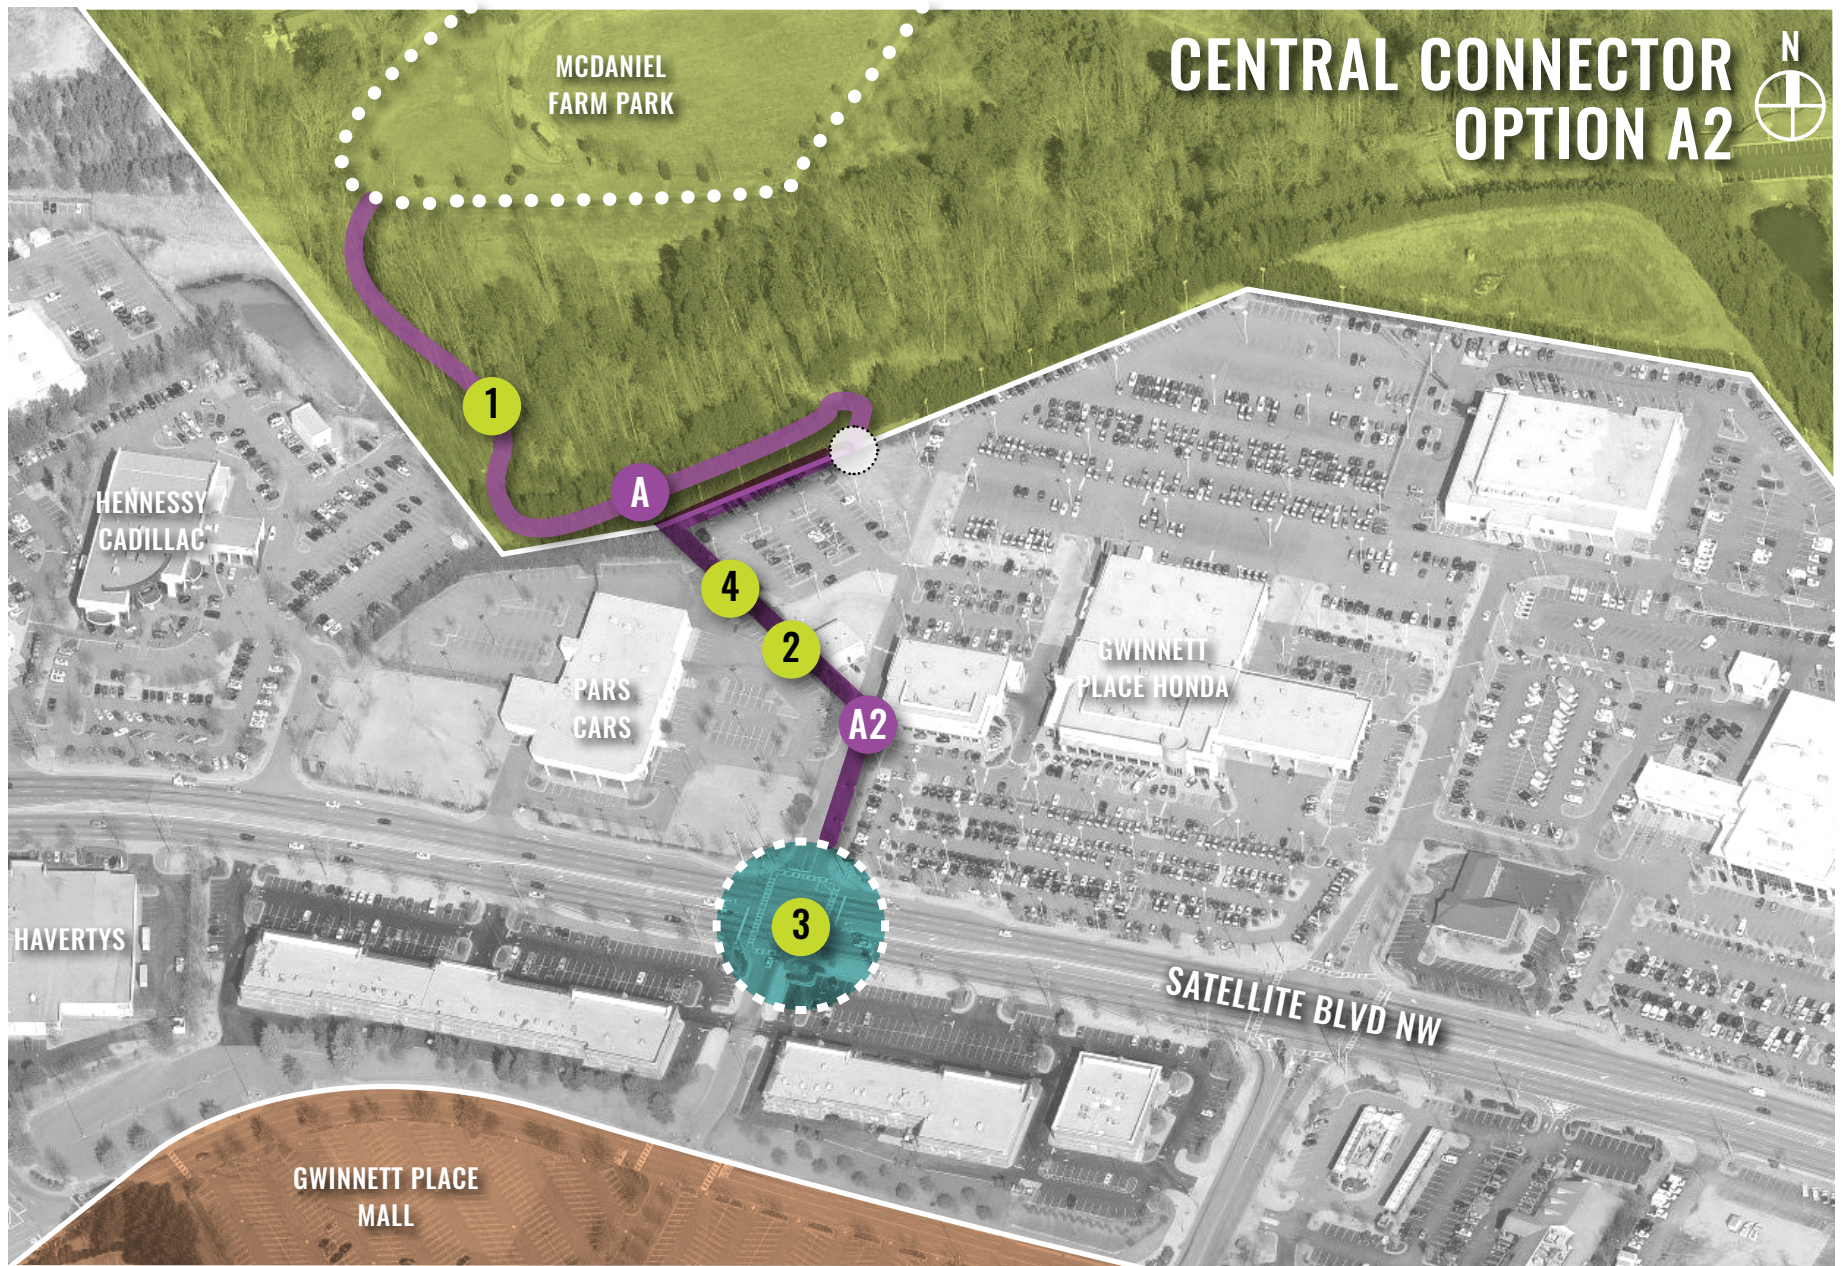 MCDANIEL
FARM PARK
CENTRAL CONNECTOR
OPTION A2
N
1
A
HENNESSY
CADILLAC
4
2
PARS
CARS
GWINNETT
PLACE HONDA
A2
3
HAVERTYS
SATELLITE BLVD NW
GWINNETT PLACE
MALL